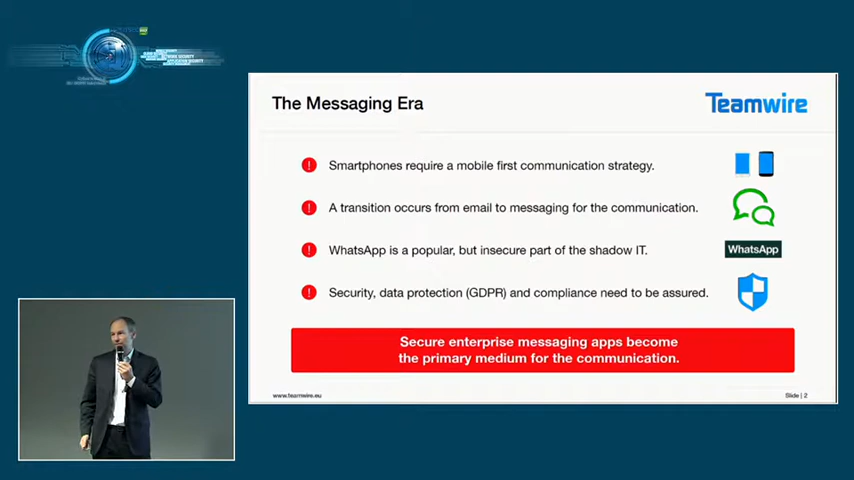 The Messaging Era
Teamwire
Smartphones require a mobile first communication strategy.
A transition occurs from email to messaging for the communication.
WhatsApp is a popular, but insecure part of the shadow IT.
WhatsApp
Security, data protection (GDPR) and compliance need to be assured.
Secure enterprise messaging apps become
the primary medium for the communication.
www.teamwire.eu
Slide | 2